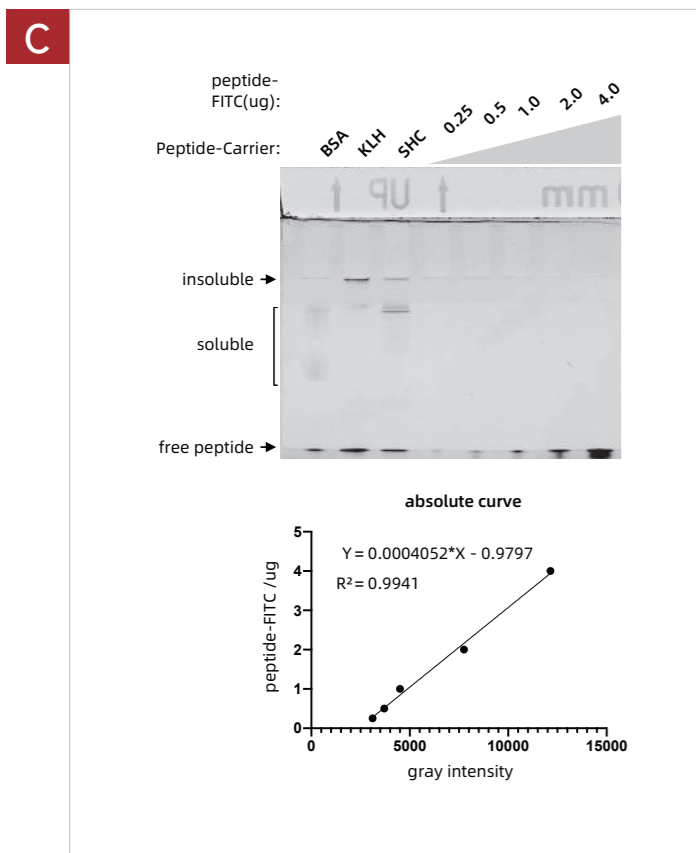 C
peptide-
FITC(ug):
0.25 0.5 1.0 2.0 4.0
Peptide-Carrier:
BSA KLH SHC
UP mm
insoluble
soluble
free peptide
absolute curve
Y = 0.0004052*X - 0.9797
R² = 0.9941
peptide-FITC /ug
5
4
3
2
1
0
0 5000 10000 15000
gray intensity